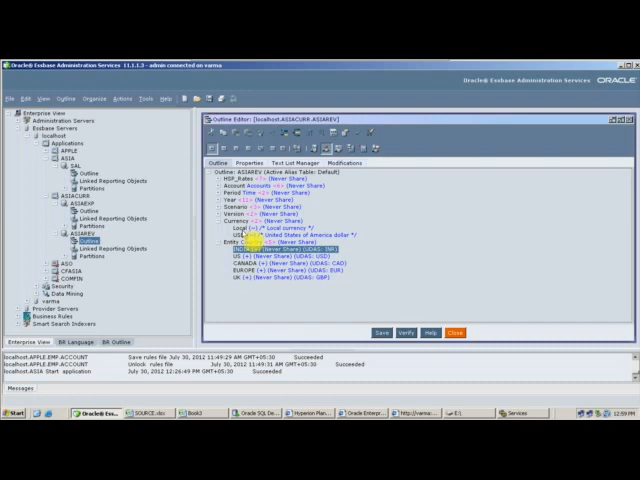 Oracle® Essbase Administration Services 11.1.1.3 - admin connected on varma
Oracle® Essbase Administration Services ORACLE
File Edit View Outline Organize Actions Tools Help
Enterprise View
Administration Servers
Essbase Servers
localhost
Applications
APPLE
ASIA
SAL
Outline
Linked Reporting Objects
Partitions
ASIACURR
ASIAEXP
Outline
Linked Reporting Objects
Partitions
ASIAREV
Outline
Linked Reporting Objects
Partitions
ASO
CFASIA
COMFIN
Security
Data Mining
varma
Provider Servers
Business Rules
Smart Search Indexers
Enterprise View BR Language BR Outline
Outline Editor: [localhost.ASIACURR.ASIAREV]
Outline Properties Text List Manager Modifications
Outline: ASIAREV (Active Alias Table: Default)
HSP_Rates <7> (Never Share)
Account Accounts <6> (Never Share)
Period Time <2> (Never Share)
Year <11> (Never Share)
Scenario <3> (Never Share)
Version <2> (Never Share)
Currency <2> (Never Share)
Local (~) /* Local currency */
/* United States of America dollar */
Entity <5> (Never Share)
(Never Share) (UDAS: INR)
US (+) (Never Share) (UDAS: USD)
CANADA (+) (Never Share) (UDAS: CAD)
EUROPE (+) (Never Share) (UDAS: EUR)
UK (+) (Never Share) (UDAS: GBP)
Save Verify Help Close
localhost.APPLE.EMP.ACCOUNT Save rules file July 30, 2012 11:49:29 AM GMT+05:30 Succeeded
localhost.APPLE.EMP.ACCOUNT Unlock rules file July 30, 2012 11:49:31 AM GMT+05:30 Succeeded
localhost.ASIA Start application July 30, 2012 12:26:49 PM GMT+05:30 Succeeded
Messages
Start Oracle® Ess... SOURCE.xlsx Book3 Oracle SQL De... Hyperion Plan... Oracle Enterpr... http://varma:... E:\ Services 12:59 PM